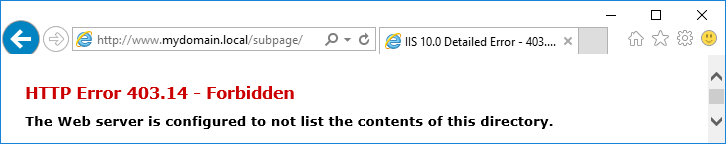 http://www.mydomain.local/subpage/
IIS 10.0 Detailed Error - 403....
HTTP Error 403.14 - Forbidden
The Web server is configured to not list the contents of this directory.